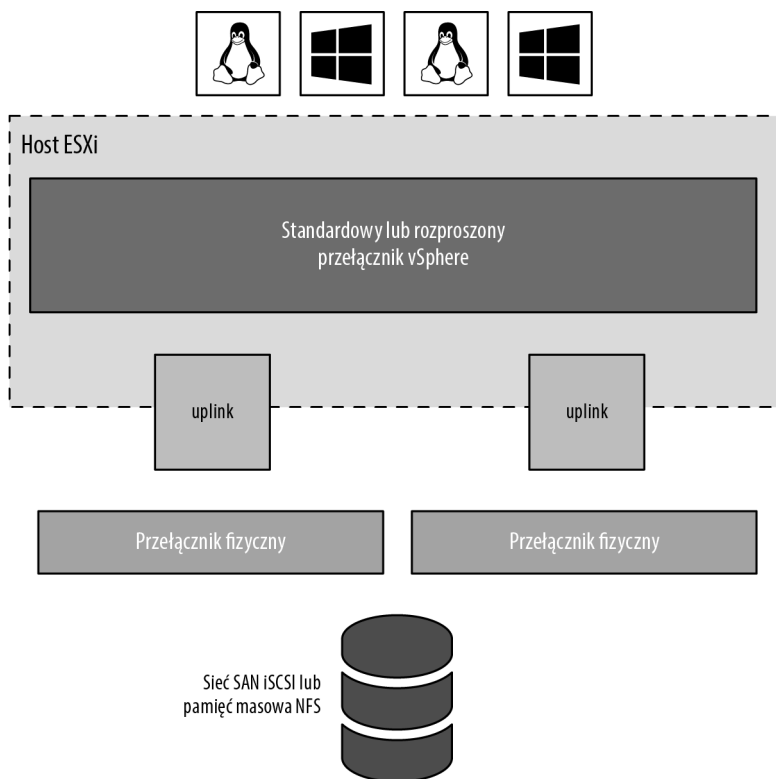 Host ESXi
Standardowy lub rozproszony
przełącznik vSphere
uplink
uplink
Przełącznik fizyczny
Przełącznik fizyczny
Sieć SAN iSCSI lub
pamięć masowa NFS